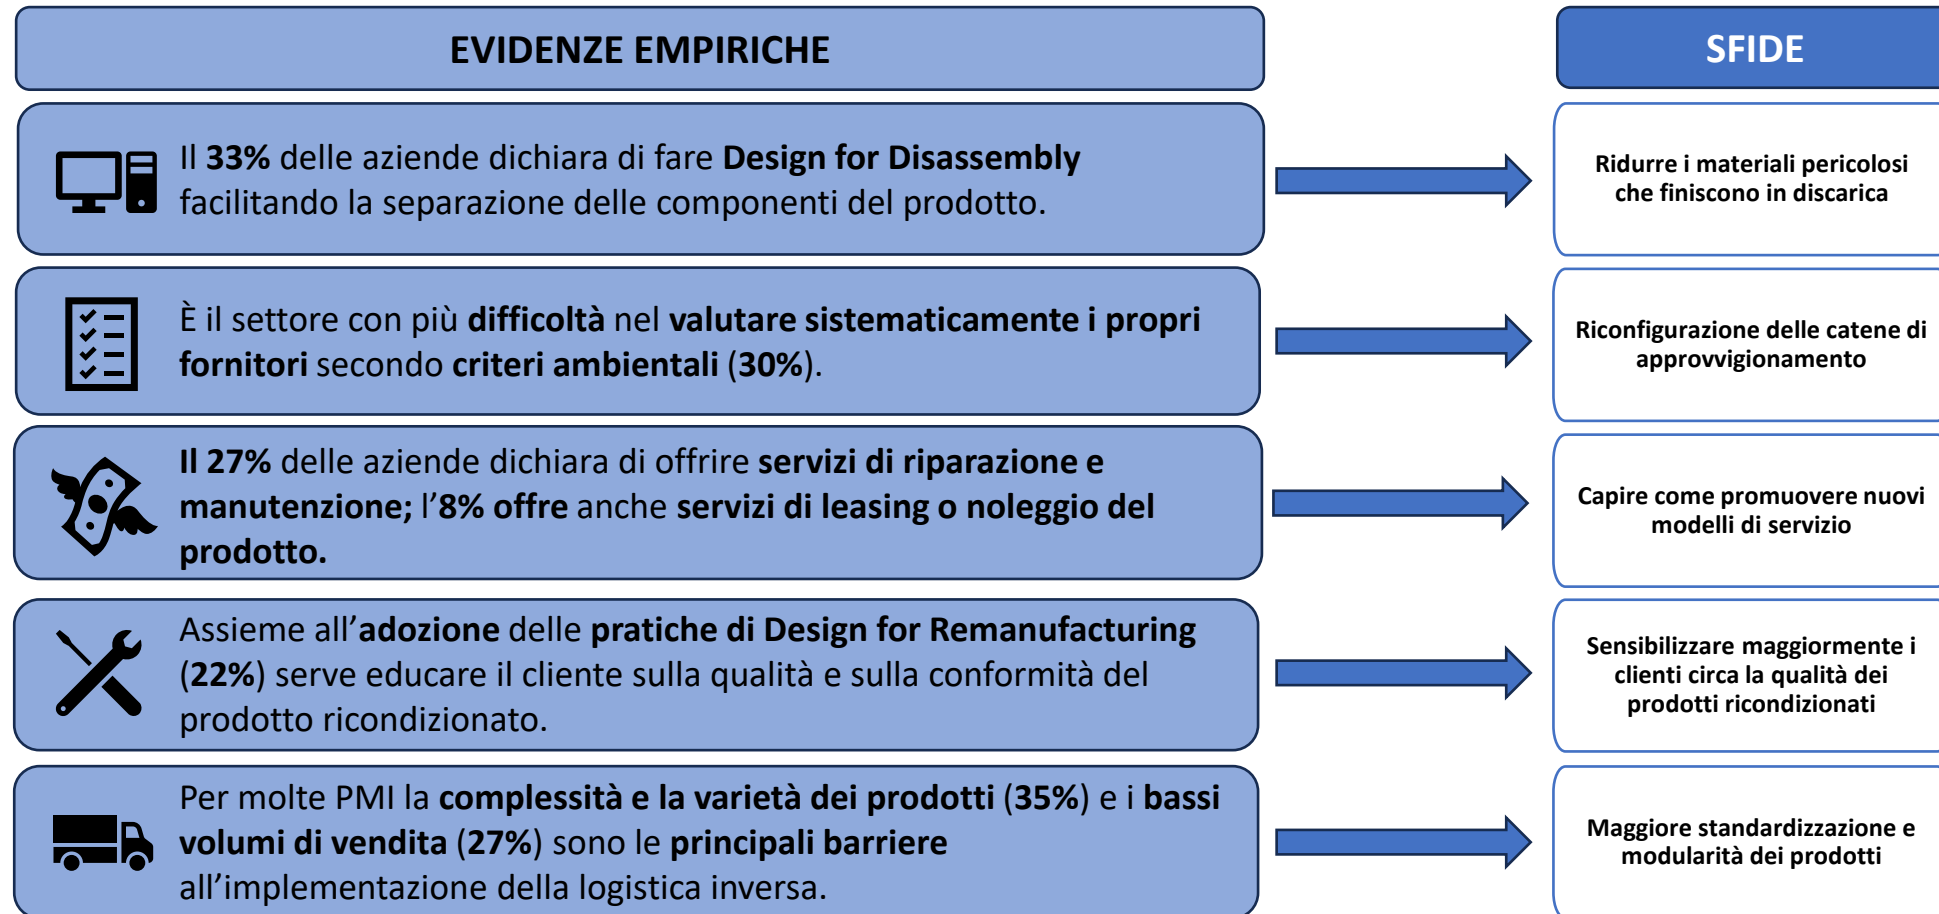 EVIDENZE EMPIRICHE
SFIDE
Il 33% delle aziende dichiara di fare Design for Disassembly
facilitando la separazione delle componenti del prodotto.
Ridurre i materiali pericolosi
che finiscono in discarica
È il settore con più difficoltà nel valutare sistematicamente i propri
fornitori secondo criteri ambientali (30%).
Riconfigurazione delle catene di
approvvigionamento
Il 27% delle aziende dichiara di offrire servizi di riparazione e
manutenzione; l’8% offre anche servizi di leasing o noleggio del
prodotto.
Capire come promuovere nuovi
modelli di servizio
Assieme all’adozione delle pratiche di Design for Remanufacturing
(22%) serve educare il cliente sulla qualità e sulla conformità del
prodotto ricondizionato.
Sensibilizzare maggiormente i
clienti circa la qualità dei
prodotti ricondizionati
Per molte PMI la complessità e la varietà dei prodotti (35%) e i bassi
volumi di vendita (27%) sono le principali barriere
all’implementazione della logistica inversa.
Maggiore standardizzazione e
modularità dei prodotti